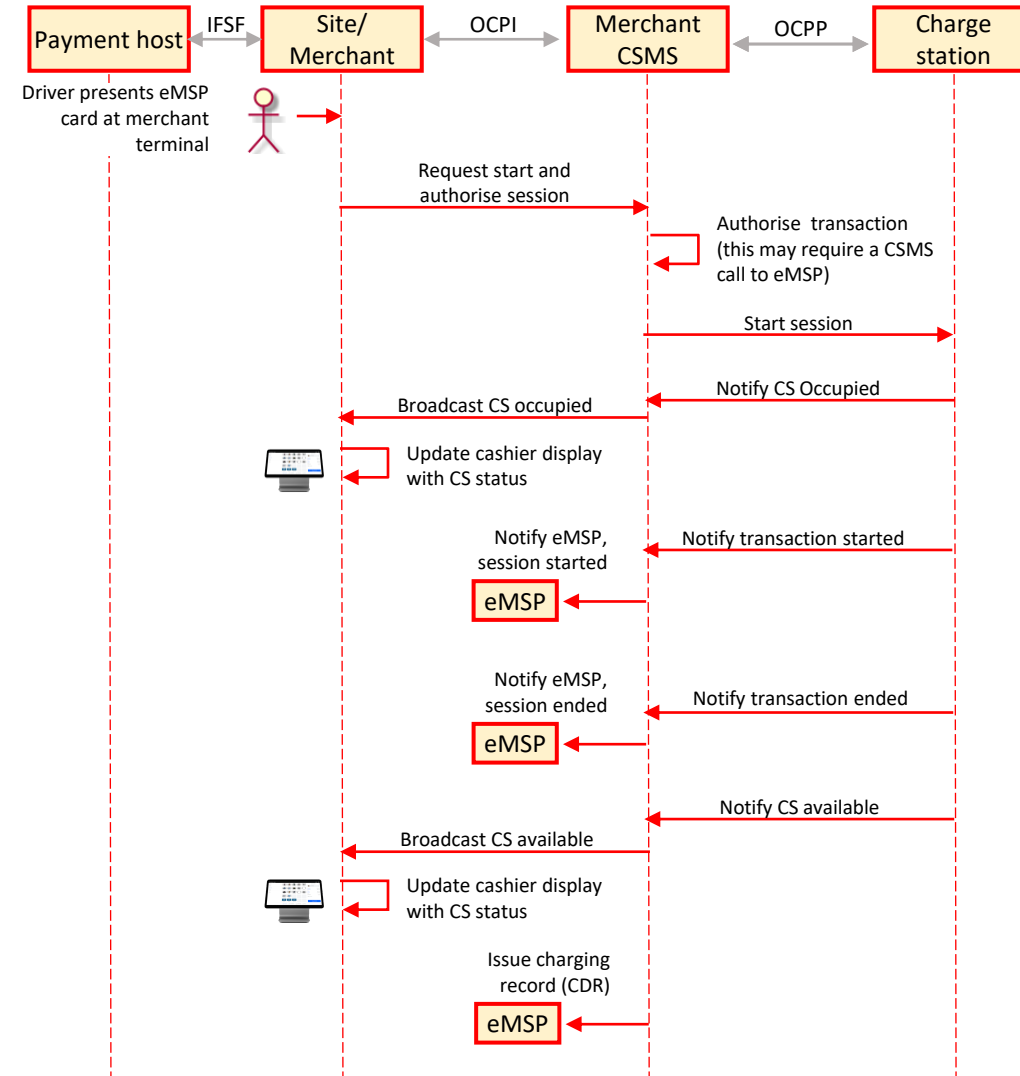 Payment host
IFSF
Site/
Merchant
OCPI
Merchant
CSMS
OCPP
Charge
station
Driver presents eMSP
card at merchant
terminal
Request start and
authorise session
Authorise  transaction
(this may require a CSMS
call to eMSP)
Start session
Notify CS Occupied
Broadcast CS occupied
Update cashier display
with CS status
Notify transaction started
Notify eMSP,
session started
eMSP
Notify transaction ended
Notify eMSP,
session ended
eMSP
Notify CS available
Broadcast CS available
Update cashier display
with CS status
Issue charging
record (CDR)
eMSP